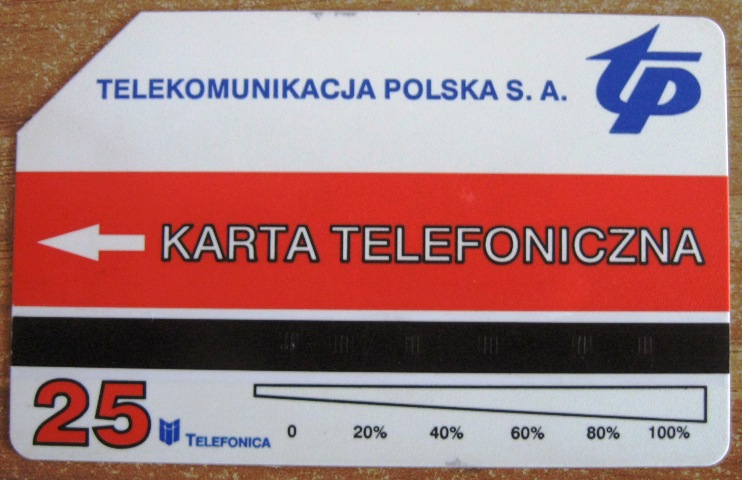 TELEKOMUNIKACJA POLSKA S. A.
tp
KARTA TELEFONICZNA
25
TELEFONICA
0 20% 40% 60% 80% 100%